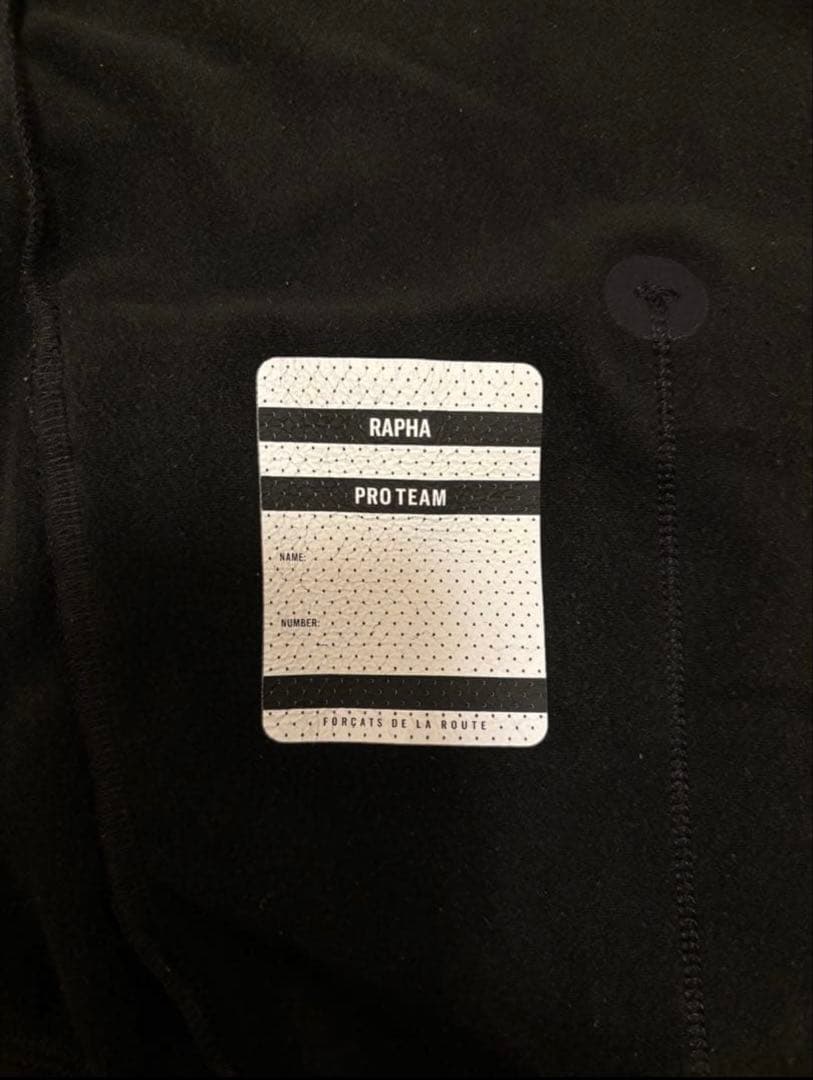 RAPHA
PRO TEAM
NAME:
NUMBER:
FORÇATS DE LA ROUTE